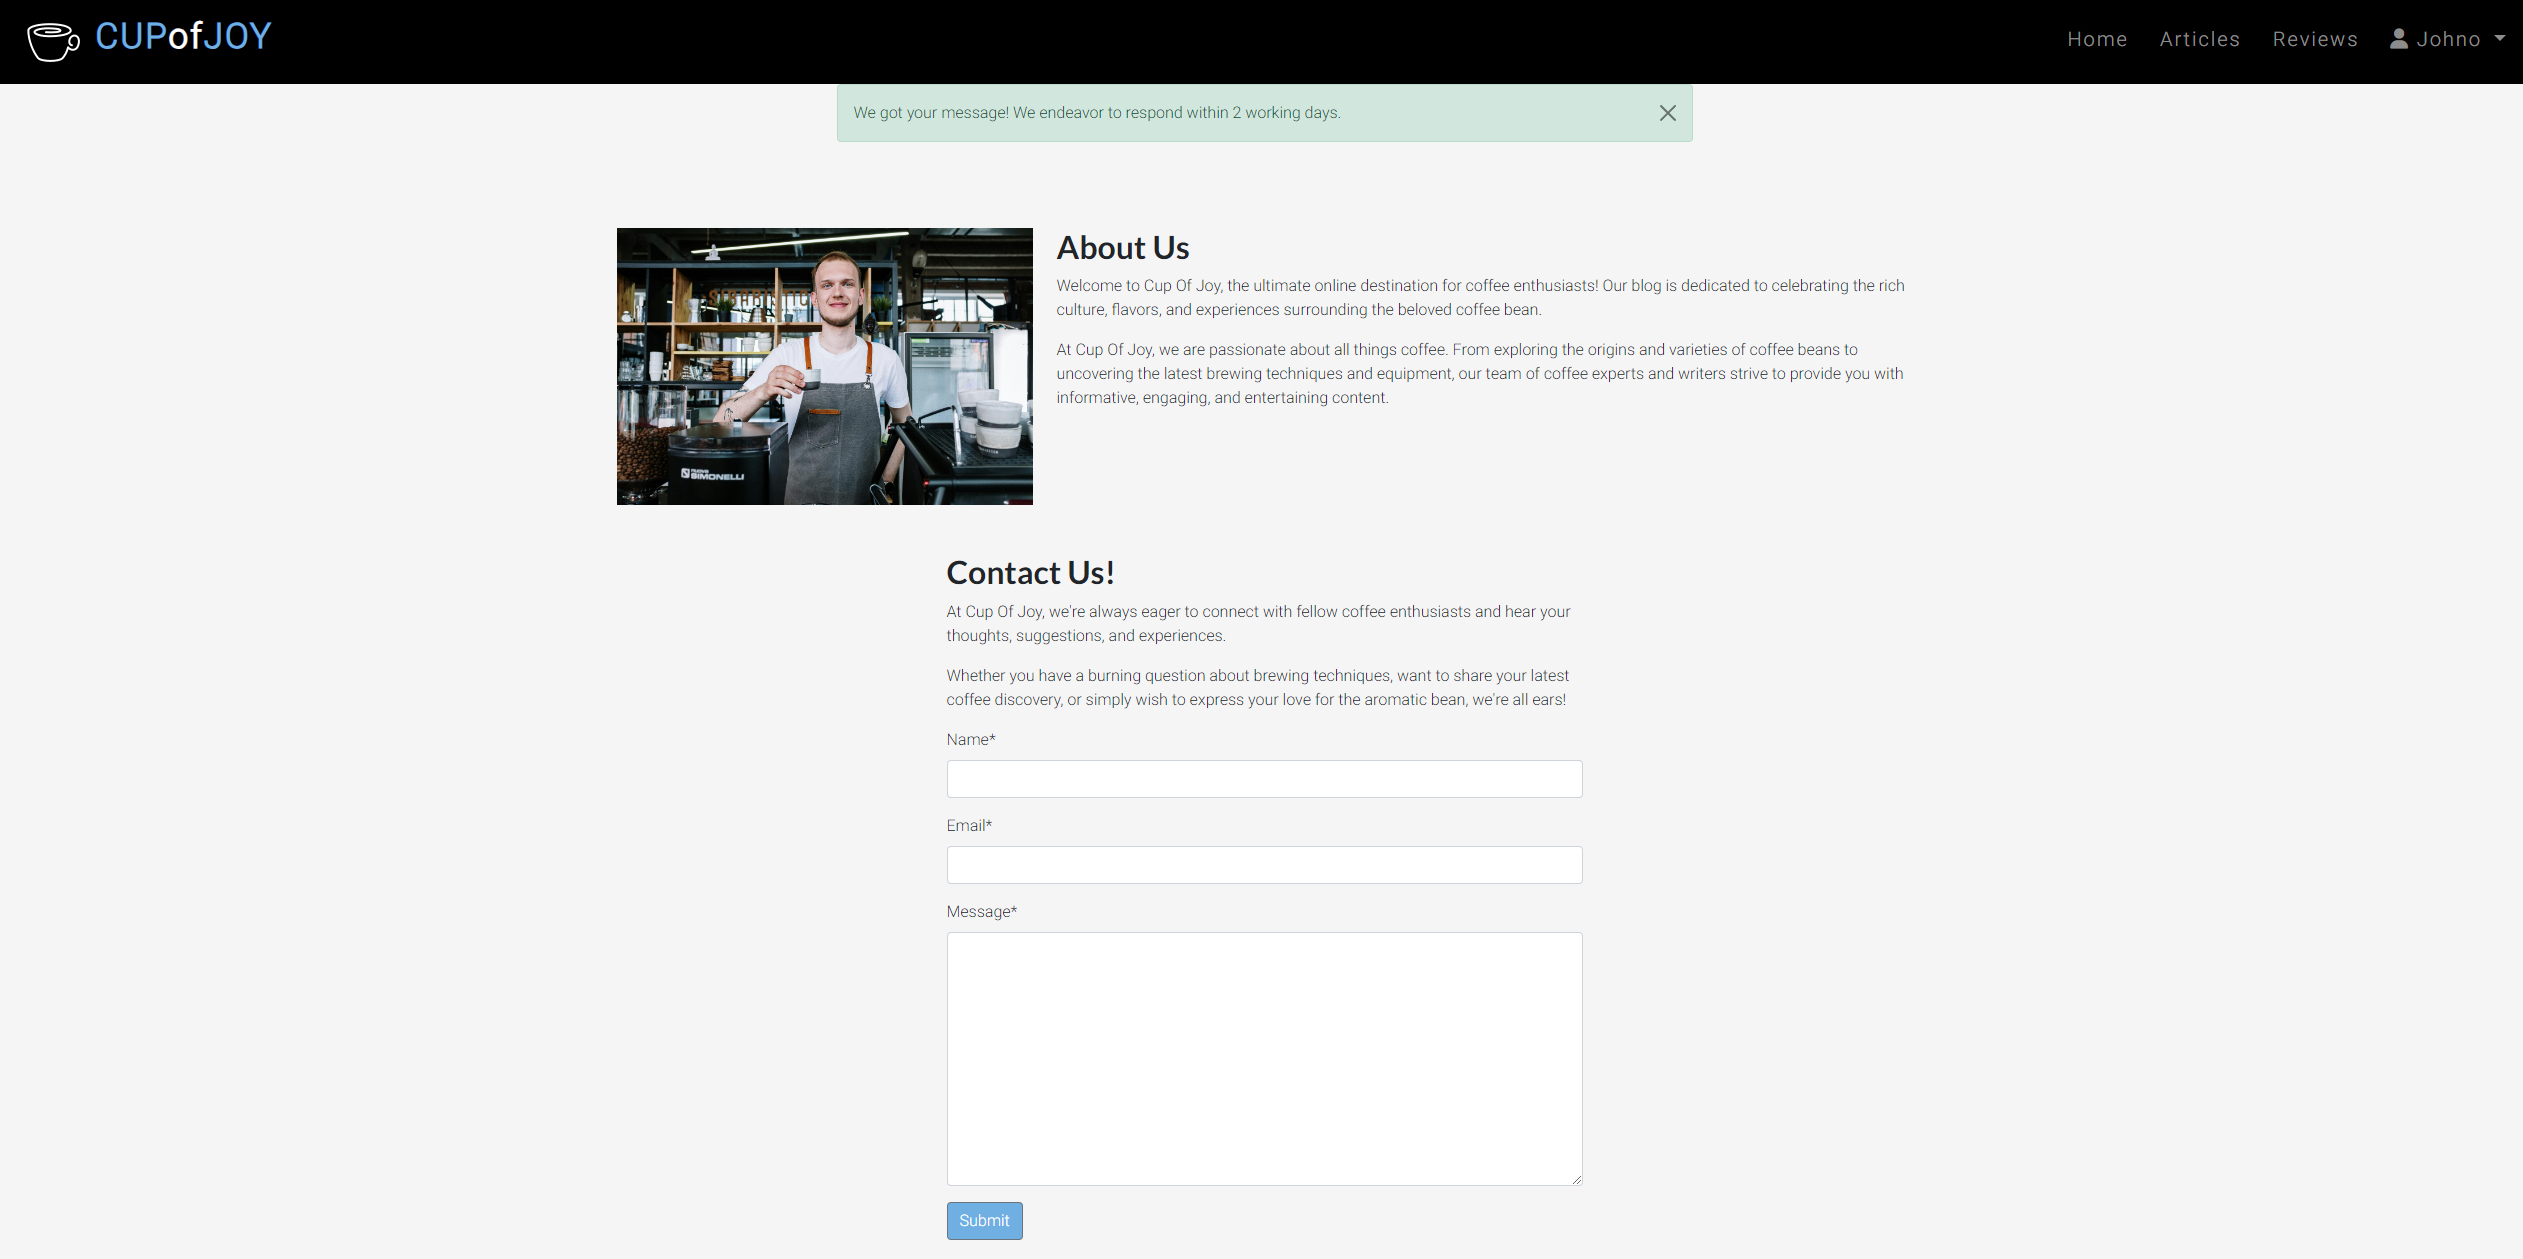 CUPofJOY
Home Articles Reviews Johno
We got your message! We endeavor to respond within 2 working days.
About Us
Welcome to Cup Of Joy, the ultimate online destination for coffee enthusiasts! Our blog is dedicated to celebrating the rich
culture, flavors, and experiences surrounding the beloved coffee bean.
At Cup Of Joy, we are passionate about all things coffee. From exploring the origins and varieties of coffee beans to
uncovering the latest brewing techniques and equipment, our team of coffee experts and writers strive to provide you with
informative, engaging, and entertaining content.
nuova
SIMONELLI
Contact Us!
At Cup Of Joy, we're always eager to connect with fellow coffee enthusiasts and hear your
thoughts, suggestions, and experiences.
Whether you have a burning question about brewing techniques, want to share your latest
coffee discovery, or simply wish to express your love for the aromatic bean, we're all ears!
Name*
Email*
Message*
Submit